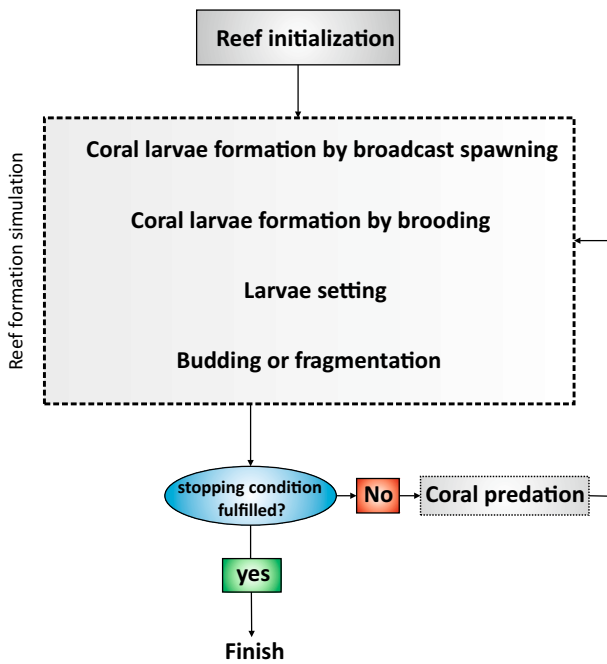 Reef initialization
Reef formation simulation
Coral larvae formation by broadcast spawning
Coral larvae formation by brooding
Larvae setting
Budding or fragmentation
stopping condition
fulfilled?
No
Coral predation
yes
Finish